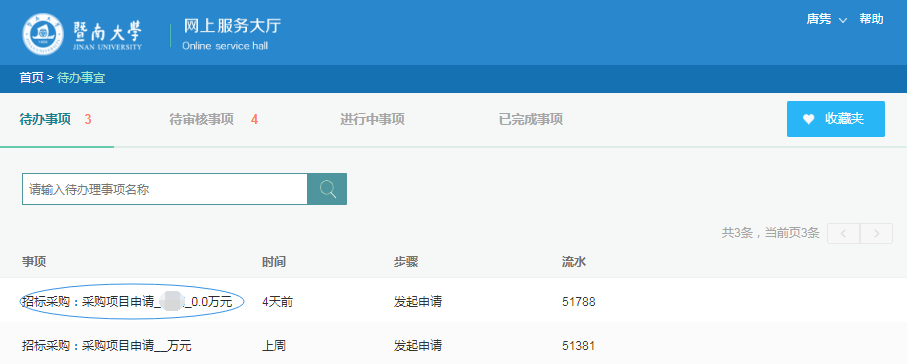 暨南大学 网上服务大厅
JINAN UNIVERSITY Online service hall
唐隽 帮助
首页 > 待办事宜
待办事项 3 待审核事项 4 进行中事项 已完成事项 收藏夹
请输入待办理事项名称
共3条，当前页3条
事项 时间 步骤 流水
招标采购：采购项目申请_ _0.0万元 4天前 发起申请 51788
招标采购：采购项目申请__万元 上周 发起申请 51381